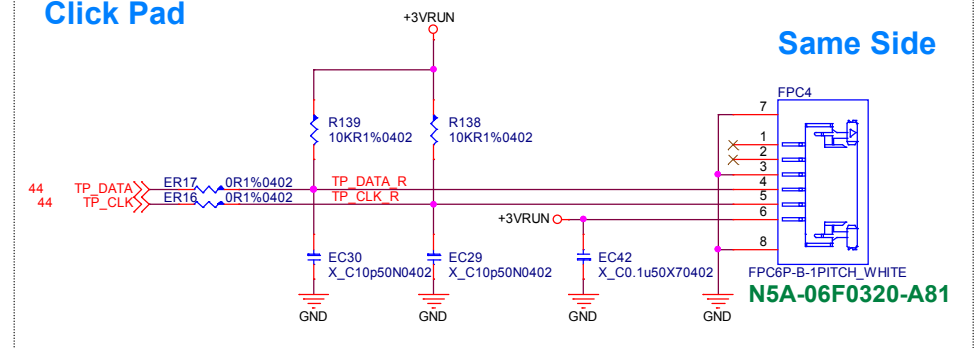 Click Pad
+3VRUN
Same Side
FPC4
7
R139
10KR1%0402
R138
10KR1%0402
1
2
3
4
5
6
8
44 TP_DATA ER17 0R1%0402 TP_DATA_R
44 TP_CLK ER16 0R1%0402 TP_CLK_R
+3VRUN
EC30
X_C10p50N0402
EC29
X_C10p50N0402
EC42
X_C0.1u50X70402
FPC6P-B-1PITCH_WHITE
N5A-06F0320-A81
GND
GND
GND
GND